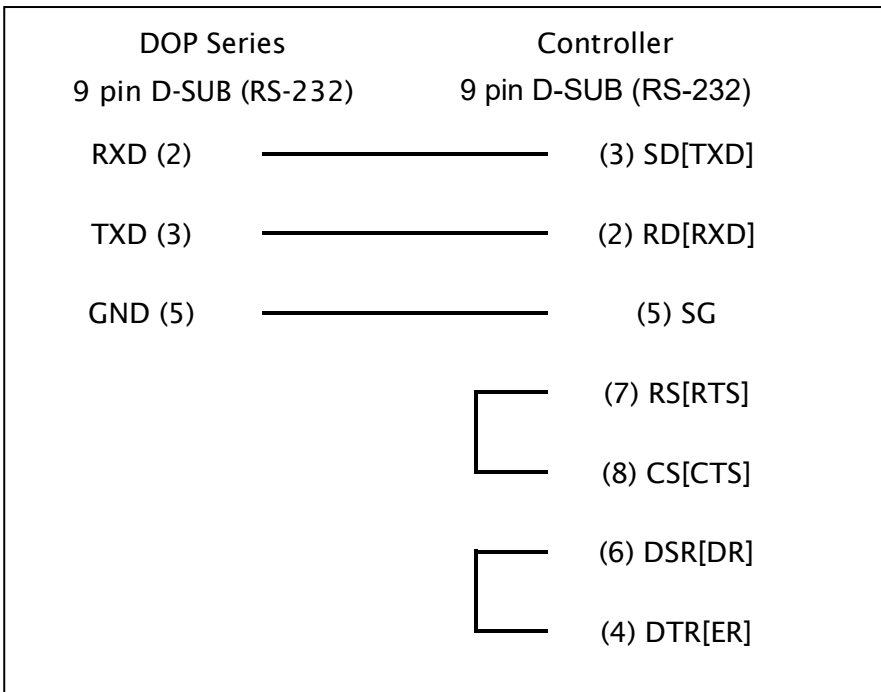 DOP Series Controller
9 pin D-SUB (RS-232) 9 pin D-SUB (RS-232)
RXD (2) (3) SD[TXD]
TXD (3) (2) RD[RXD]
GND (5) (5) SG
(7) RS[RTS]
(8) CS[CTS]
(6) DSR[DR]
(4) DTR[ER]